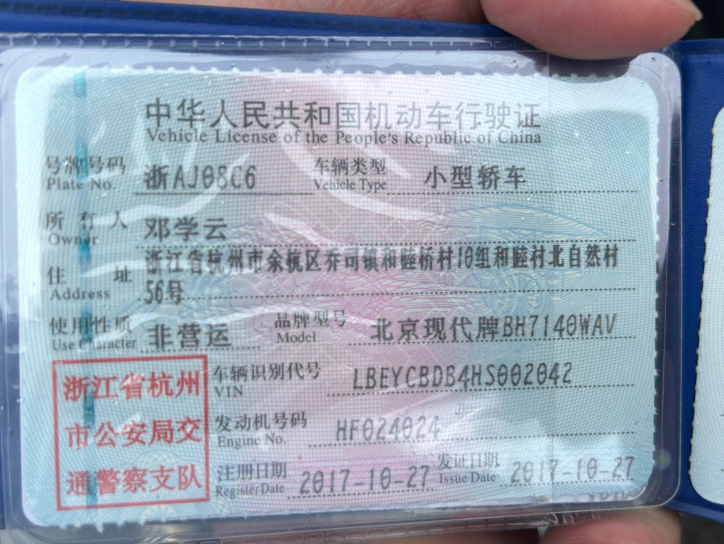 中华人民共和国机动车行驶证
Vehicle License of the People's Republic of China
号牌号码 浙AJ08C6 车辆类型 小型轿车
Plate No. Vehicle Type
所有人 邓学云
Owner
住址 浙江省杭州市余杭区乔司镇和睦桥村10组和睦村北自然村
Address 56号
使用性质 非营运 品牌型号 北京现代牌BH7140WAV
Use Character Model
浙江省杭州
市公安局交
通警察支队
车辆识别代号 LBEYCBDB4HS002042
VIN
发动机号码 HF024024
Engine No.
注册日期 2017-10-27 发证日期 2017-10-27
Register Date Issue Date